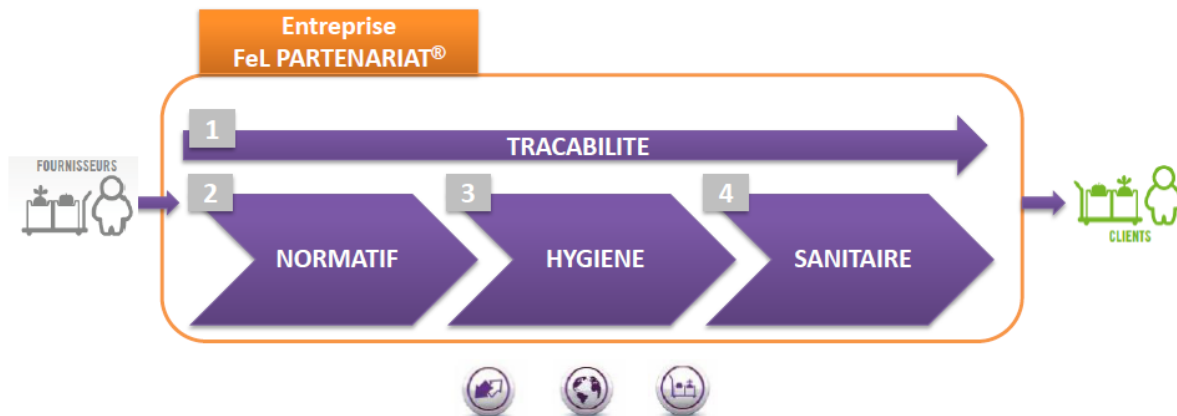 Entreprise
FeL PARTENARIAT®
1
TRACABILITE
FOURNISSEURS
2
NORMATIF
3
HYGIENE
4
SANITAIRE
CLIENTS